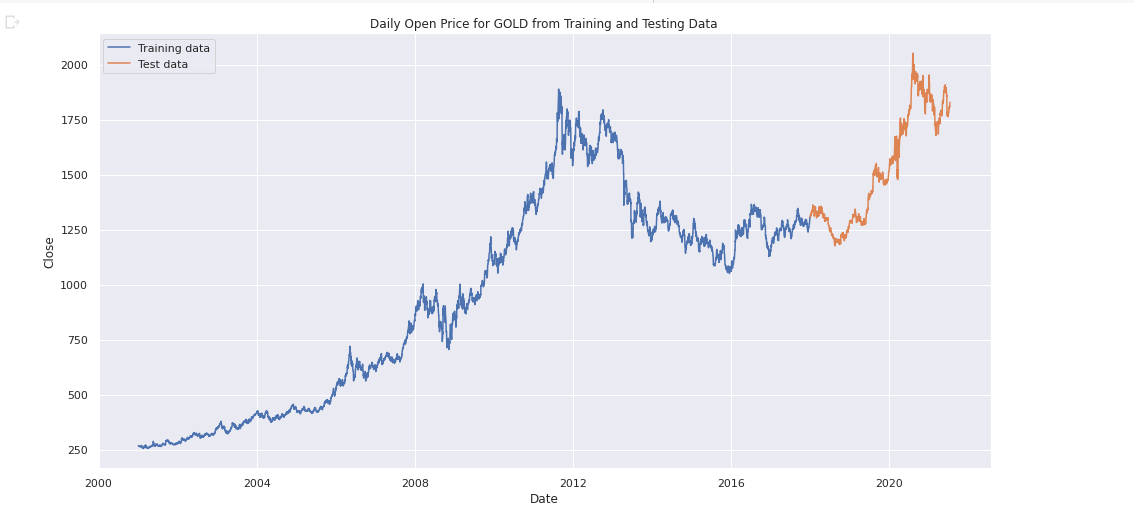 Daily Open Price for GOLD from Training and Testing Data
Training data
Test data
2000
1750
1500
1250
1000
750
500
250
Close
2000
2004
2008
2012
2016
2020
Date